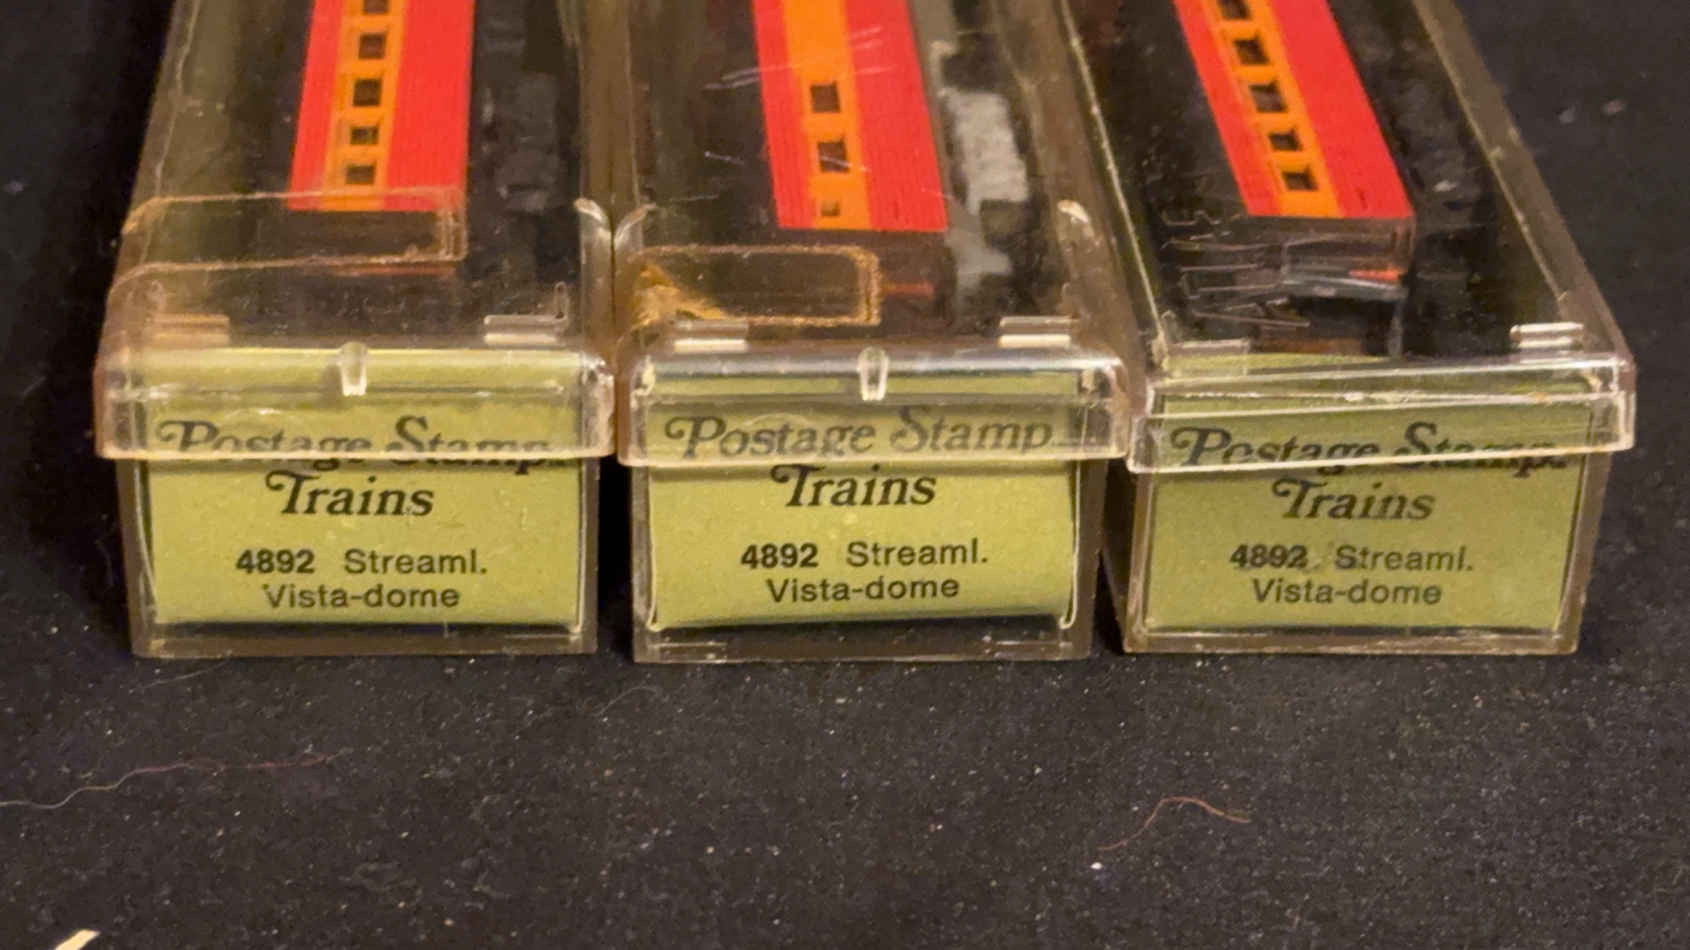 Postage Stamp
Trains
4892 Streaml.
Vista-dome
Postage Stamp
Trains
4892 Streaml.
Vista-dome
Postage Stamp
Trains
4892 Streaml.
Vista-dome